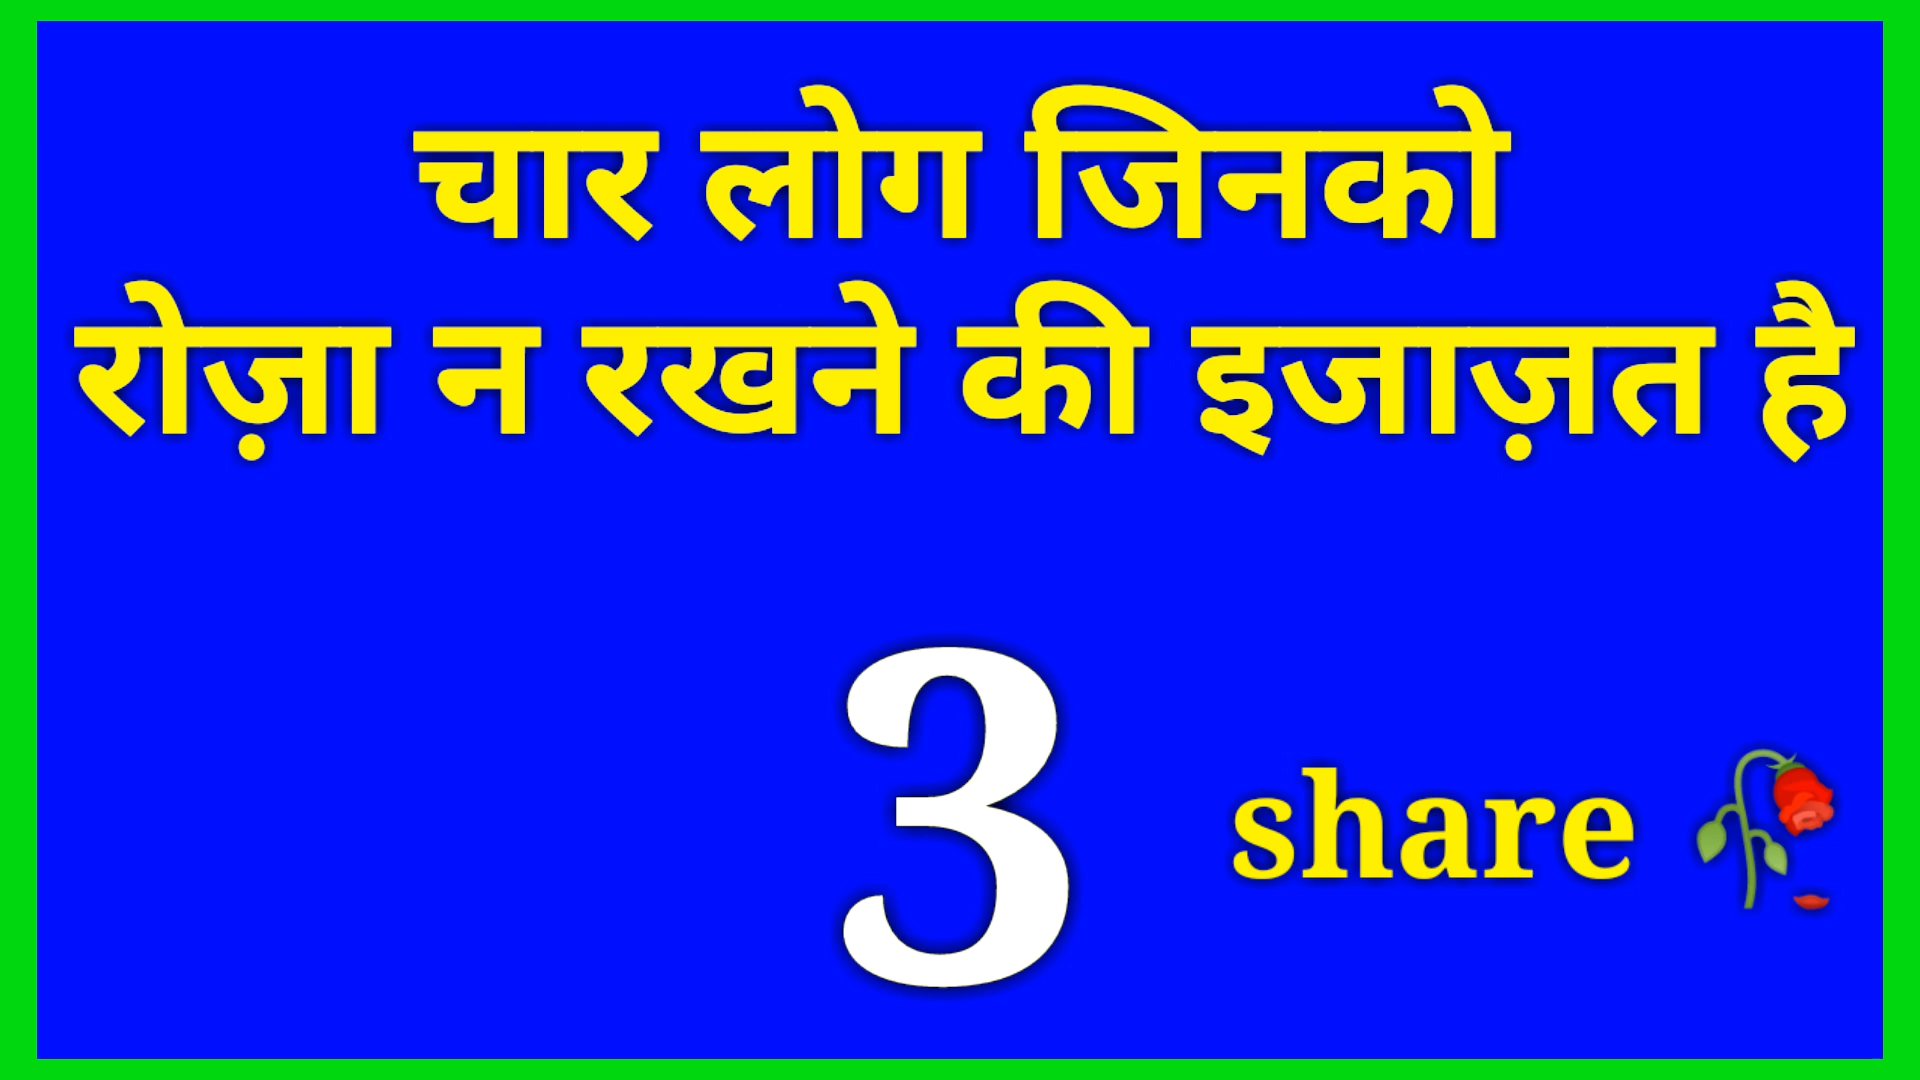 चार लोग जिनको
रोज़ा न रखने की इजाज़त है
3
share 🥀